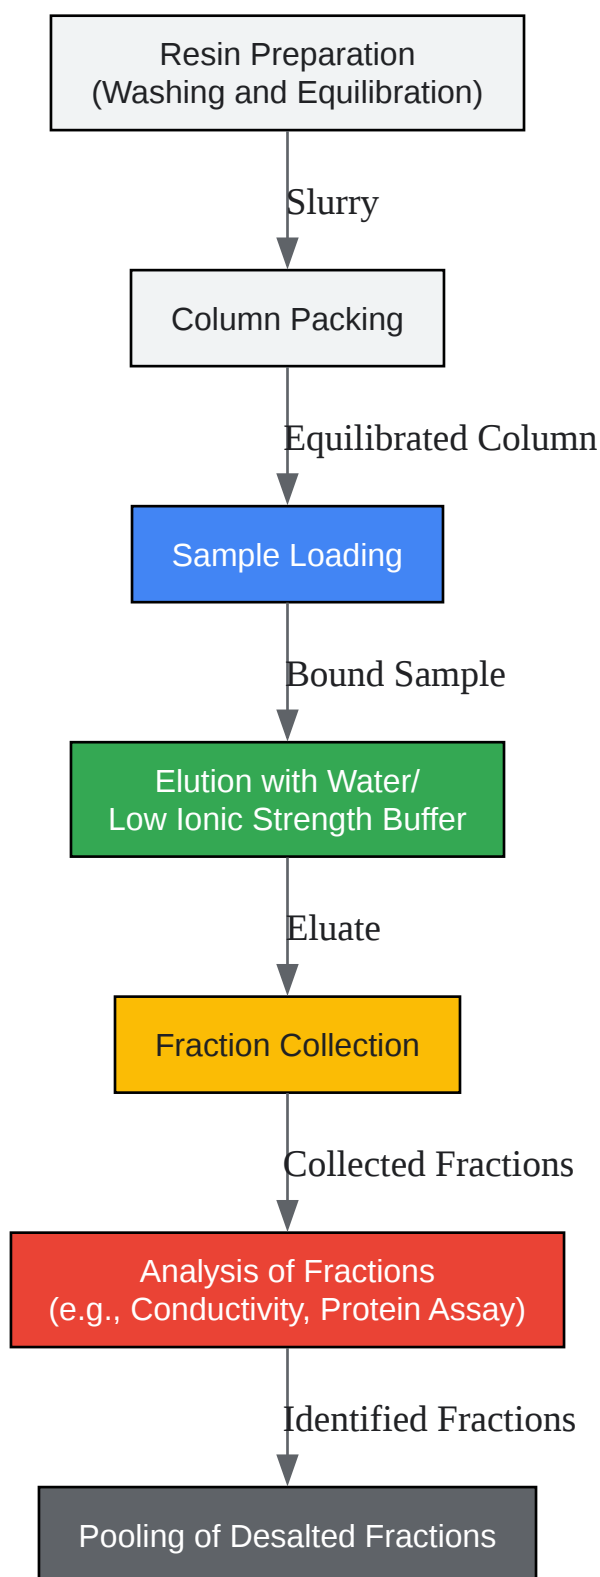 Resin Preparation
(Washing and Equilibration)
Slurry
Column Packing
Equilibrated Column
Sample Loading
Bound Sample
Elution with Water/
Low Ionic Strength Buffer
Eluate
Fraction Collection
Collected Fractions
Analysis of Fractions
(e.g., Conductivity, Protein Assay)
Identified Fractions
Pooling of Desalted Fractions